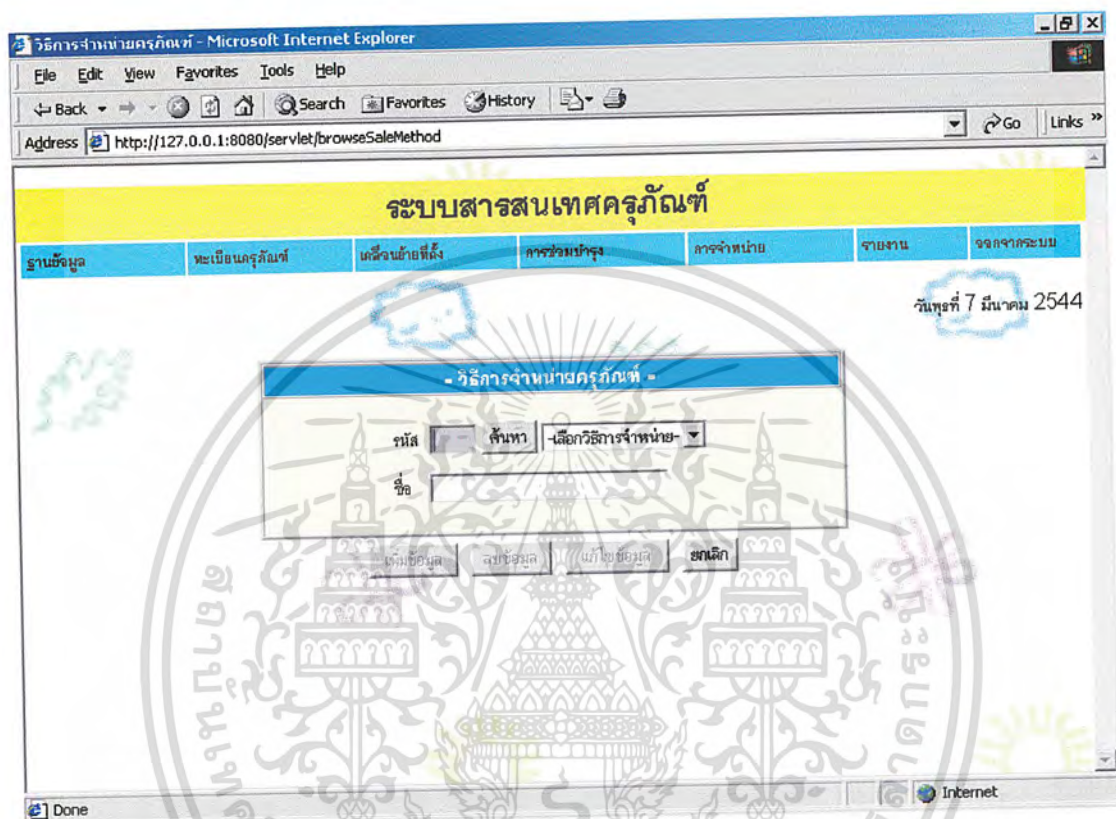 วิธีการจำหน่ายครุภัณฑ์ - Microsoft Internet Explorer
File Edit View Favorites Tools Help
Back Search Favorites History
Address http://127.0.0.1:8080/servlet/browseSaleMethod Go Links »
ระบบสารสนเทศครุภัณฑ์
ฐานข้อมูล ทะเบียนครุภัณฑ์ เคลื่อนย้ายที่ตั้ง การซ่อมบำรุง การจำหน่าย รายงาน ออกจากระบบ
วันพุธที่ 7 มีนาคม 2544
- วิธีการจำหน่ายครุภัณฑ์ -
รหัส ค้นหา -เลือกวิธีการจำหน่าย-
ชื่อ
เพิ่มข้อมูล ลบข้อมูล แก้ไขข้อมูล ยกเลิก
Done Internet